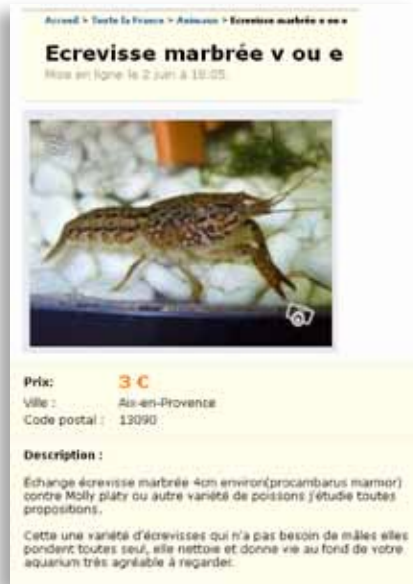 Accueil > Toute la France > Animaux > Ecrevisse marbrée v ou e
Ecrevisse marbrée v ou e
Mise en ligne le 2 juin à 18:05.
Prix: 3 €
Ville : Aix-en-Provence
Code postal : 13090
Description :
Echange écrevisse marbrée 4cm environ(procambarus marmor)
contre Molly platy ou autre variété de poissons j'étudie toutes
propositions.
Cette une variété d'écrevisses qui n'a pas besoin de mâles elles
pondent toutes seul, elle nettoie et donne vie au fond de votre
aquarium très agréable à regarder.